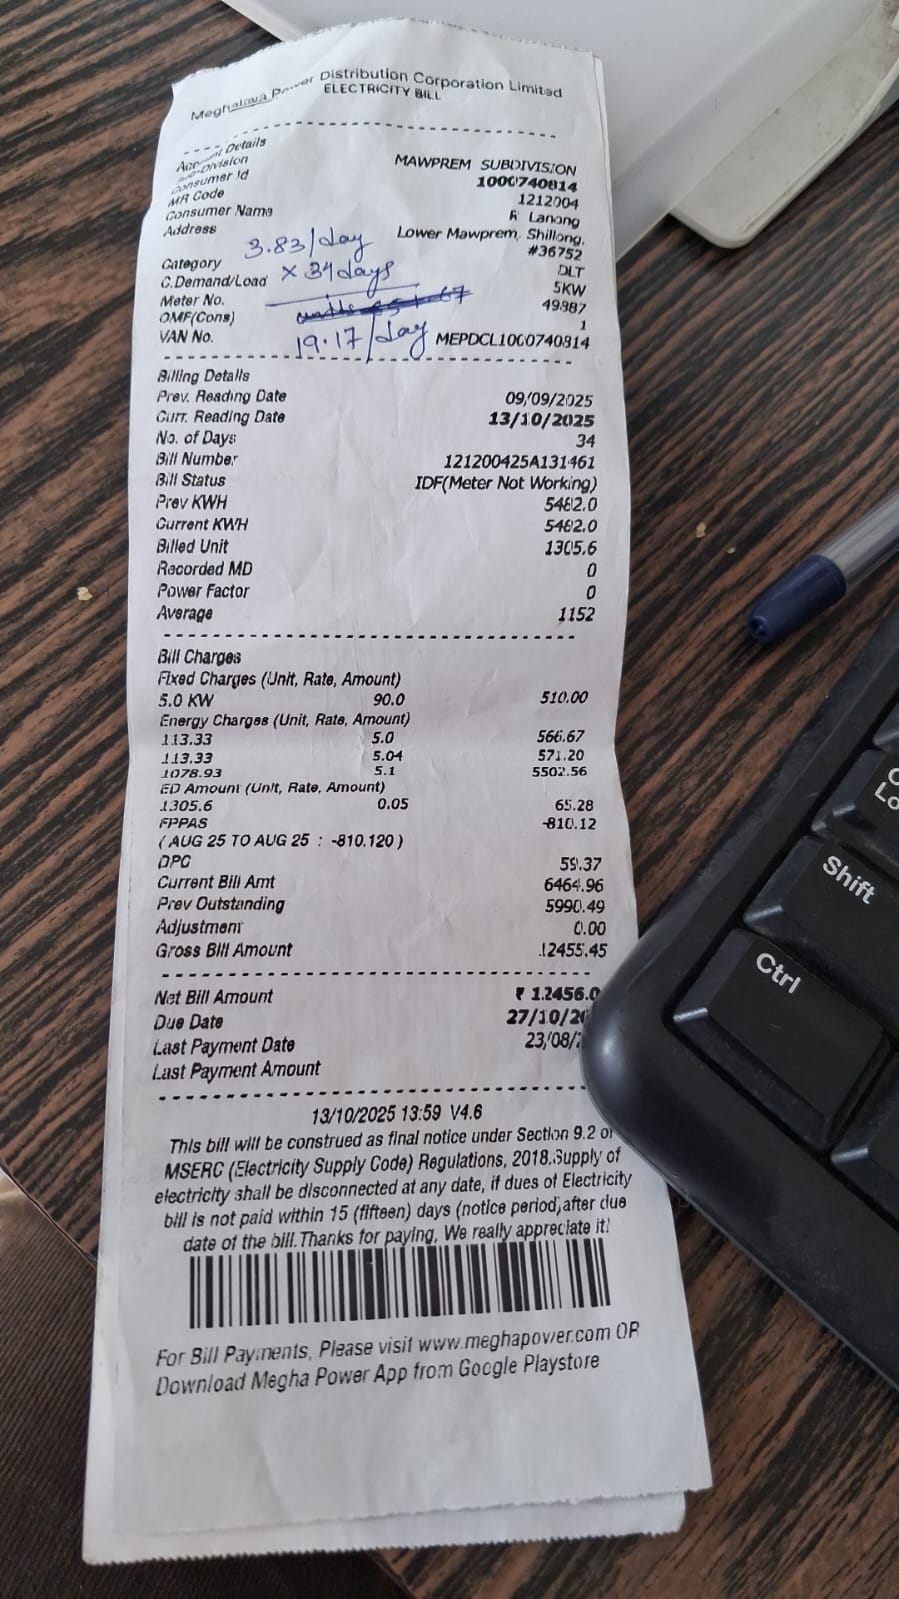 Meghalaya Power Distribution Corporation Limited
ELECTRICITY BILL
Details
MAWPREM SUBDIVISION
Consumer Id 1000740814
MR Code 1212004
Consumer Name R Lanong
Address Lower Mawprem, Shillong,
#36752
3.83/day
Category DLT
× 34 days
C.Demand/Load 5KW
Meter No. 49887
OMF(Cons) 1
19.17/day
VAN No. MEPDCL1000740814
Billing Details
Prev. Reading Date 09/09/2025
Curr. Reading Date 13/10/2025
No. of Days 34
Bill Number 121200425A131461
Bill Status IDF(Meter Not Working)
Prev KWH 5482.0
Current KWH 5482.0
Billed Unit 1305.6
Recorded MD 0
Power Factor 0
Average 1152
Bill Charges
Fixed Charges (Unit, Rate, Amount)
5.0 KW 90.0 510.00
Energy Charges (Unit, Rate, Amount)
113.33 5.0 566.67
113.33 5.04 571.20
1078.93 5.1 5502.56
ED Amount (Unit, Rate, Amount)
1305.6 0.05 65.28
FPPAS -810.12
( AUG 25 TO AUG 25 : -810.120 )
DPC 59.37
Current Bill Amt 6464.96
Prev Outstanding 5990.49
Adjustment 0.00
Gross Bill Amount 12455.45
Net Bill Amount ₹ 12456.0
Due Date 27/10/20
Last Payment Date 23/08/
Last Payment Amount
13/10/2025 13:59 V4.6
This bill will be construed as final notice under Section 9.2 of
MSERC (Electricity Supply Code) Regulations, 2018.Supply of
electricity shall be disconnected at any date, if dues of Electricity
bill is not paid within 15 (fifteen) days (notice period)after due
date of the bill.Thanks for paying, We really appreciate it!
For Bill Payments, Please visit www.meghapower.com OR
Download Megha Power App from Google Playstore
Shift
Ctrl